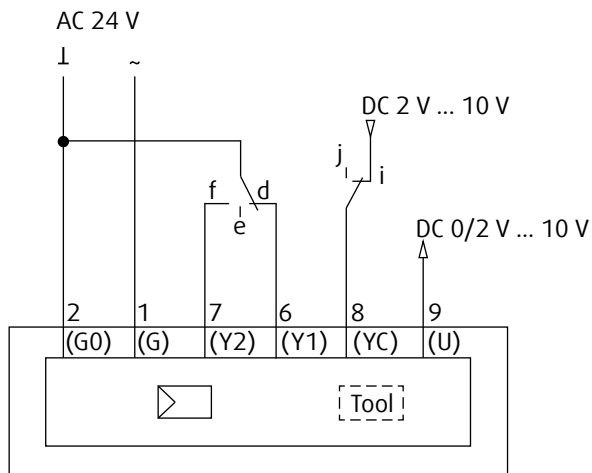 AC 24 V
⊥ ~
DC 2 V ... 10 V
j i
f d
e
DC 0/2 V ... 10 V
2 1 7 6 8 9
(G0) (G) (Y2) (Y1) (YC) (U)
Tool